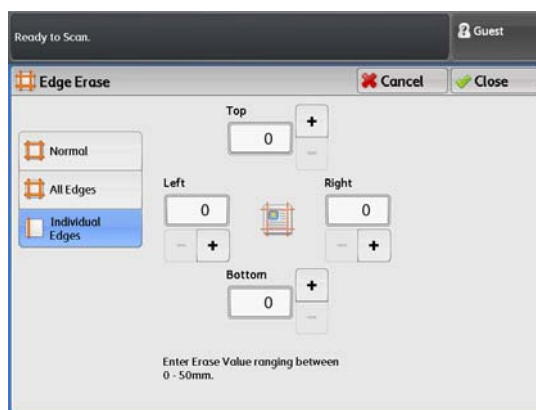 Ready to Scan.
Guest
Edge Erase
Cancel
Close
Top
0
Normal
All Edges
Individual
Edges
Left
0
Right
0
Bottom
0
Enter Erase Value ranging between
0 - 50mm.